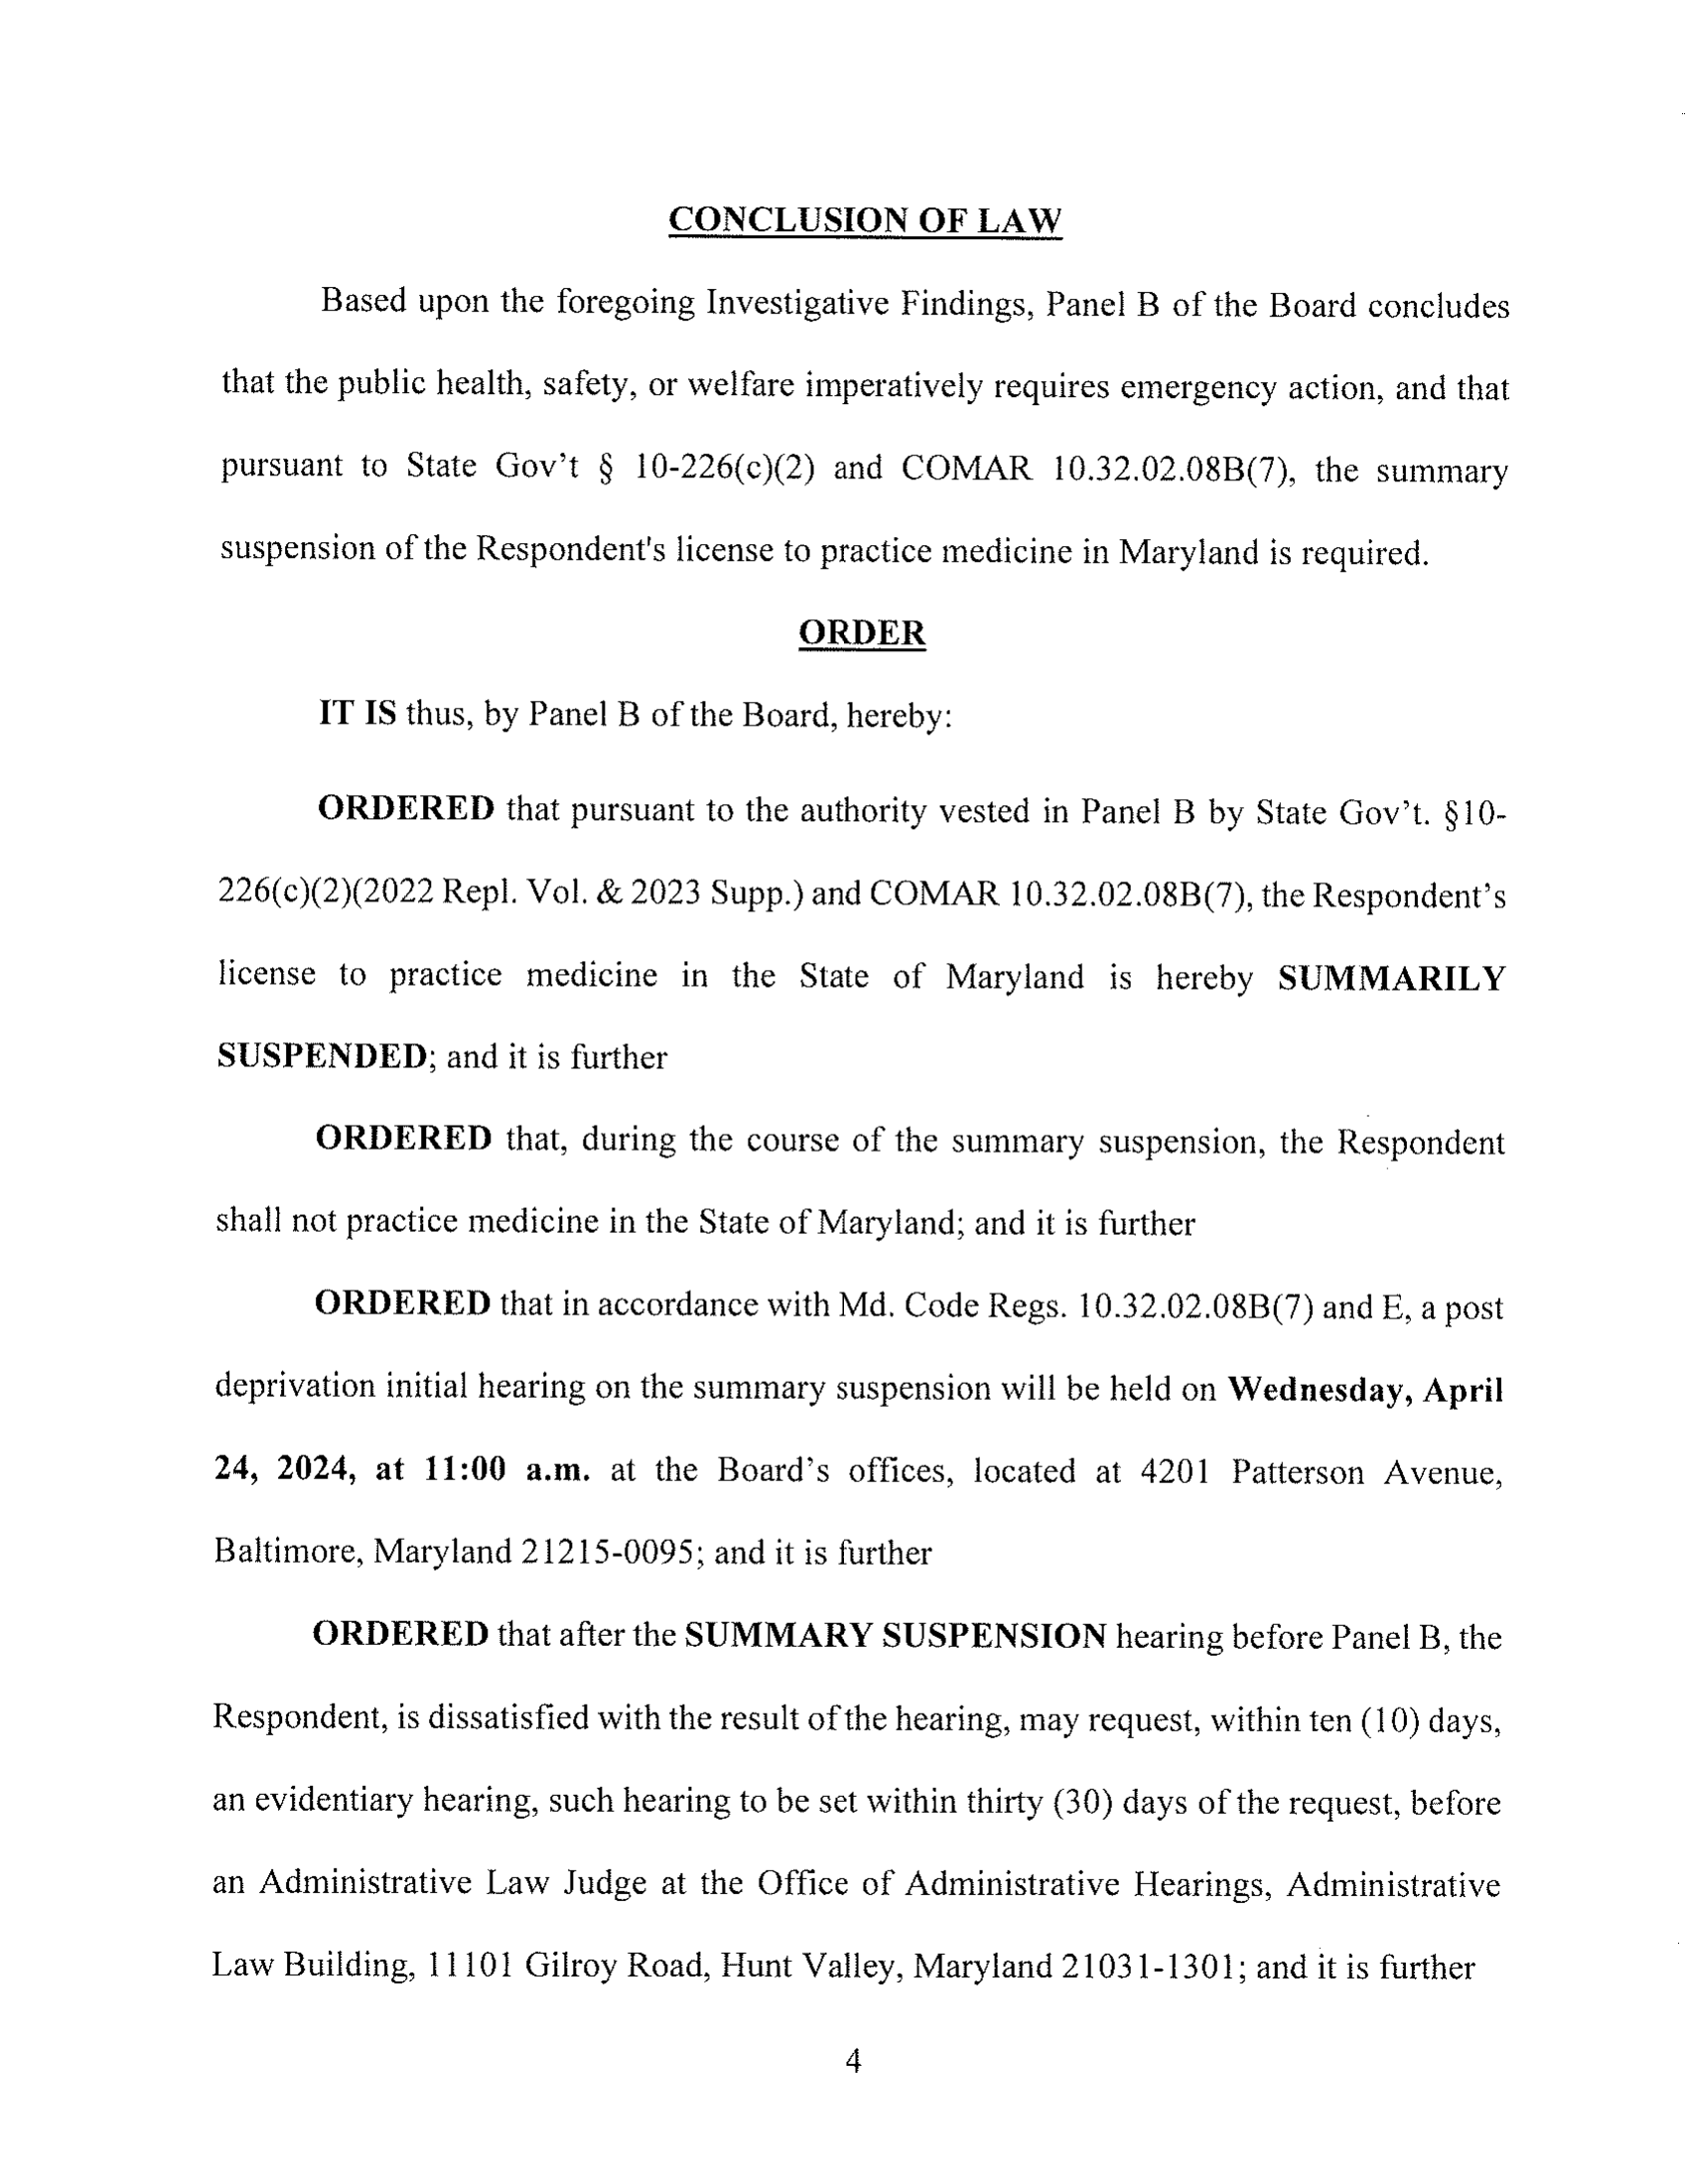 CONCLUSION OF LAW
Based upon the foregoing Investigative Findings, Panel B of the Board concludes
that the public health, safety, or welfare imperatively requires emergency action, and that
pursuant to State Gov't § 10-226(c)(2) and COMAR 10.32.02.08B(7), the summary
suspension of the Respondent's license to practice medicine in Maryland is required.
ORDER
IT IS thus, by Panel B of the Board, hereby:
ORDERED that pursuant to the authority vested in Panel B by State Gov't. §10-
226(c)(2)(2022 Repl. Vol. & 2023 Supp.) and COMAR 10.32.02.08B(7), the Respondent's
license to practice medicine in the State of Maryland is hereby SUMMARILY
SUSPENDED; and it is further
ORDERED that, during the course of the summary suspension, the Respondent
shall not practice medicine in the State of Maryland; and it is further
ORDERED that in accordance with Md. Code Regs. 10.32.02.08B(7) and E, a post
deprivation initial hearing on the summary suspension will be held on Wednesday, April
24, 2024, at 11:00 a.m. at the Board's offices, located at 4201 Patterson Avenue,
Baltimore, Maryland 21215-0095; and it is further
ORDERED that after the SUMMARY SUSPENSION hearing before Panel B, the
Respondent, is dissatisfied with the result of the hearing, may request, within ten (10) days,
an evidentiary hearing, such hearing to be set within thirty (30) days of the request, before
an Administrative Law Judge at the Office of Administrative Hearings, Administrative
Law Building, 11101 Gilroy Road, Hunt Valley, Maryland 21031-1301; and it is further
4